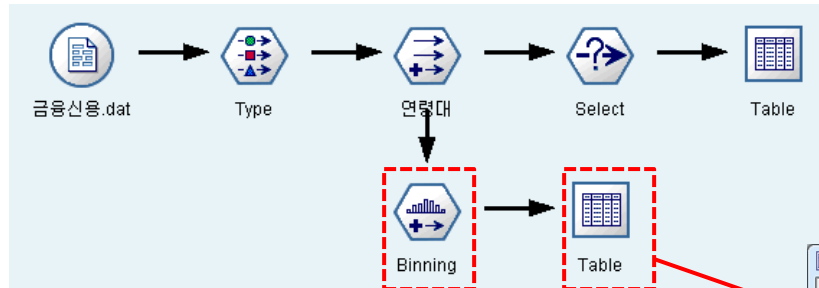 금융신용.dat
Type
연령대
Select
Table
Binning
Table